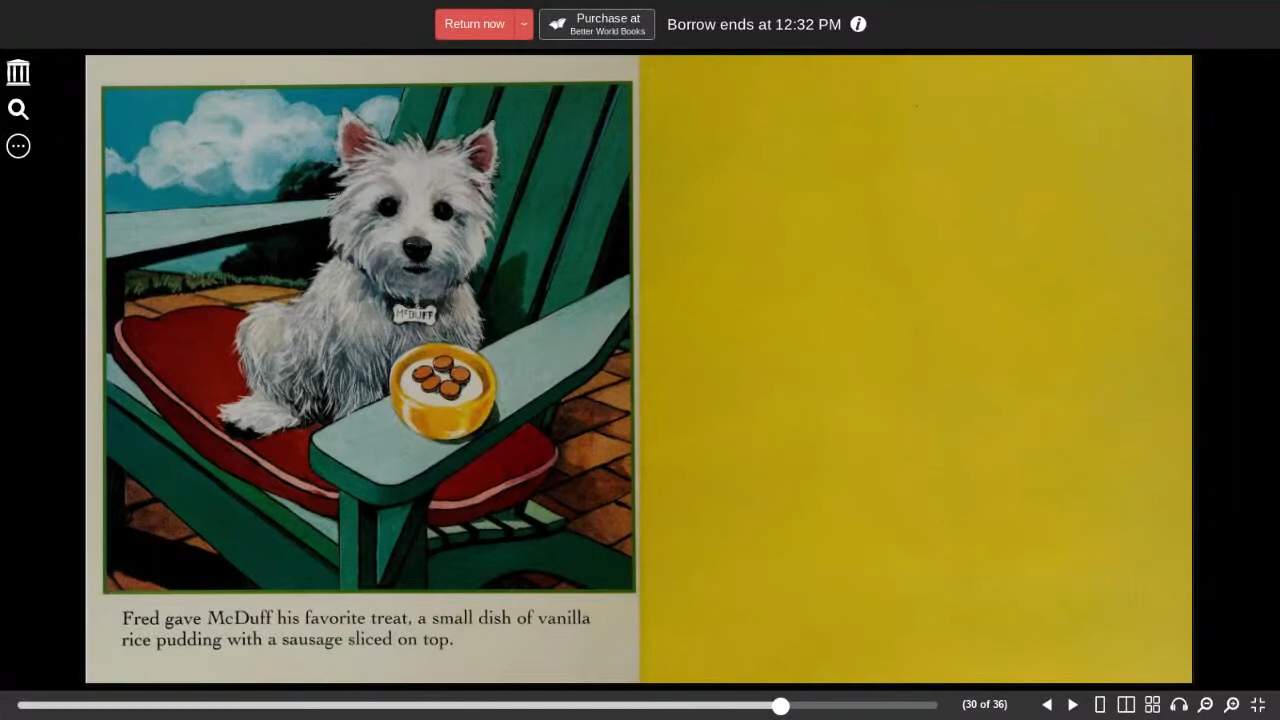 Return now
Purchase at
Better World Books
Borrow ends at 12:32 PM
McDUFF
Fred gave McDuff his favorite treat, a small dish of vanilla
rice pudding with a sausage sliced on top.
(30 of 36)